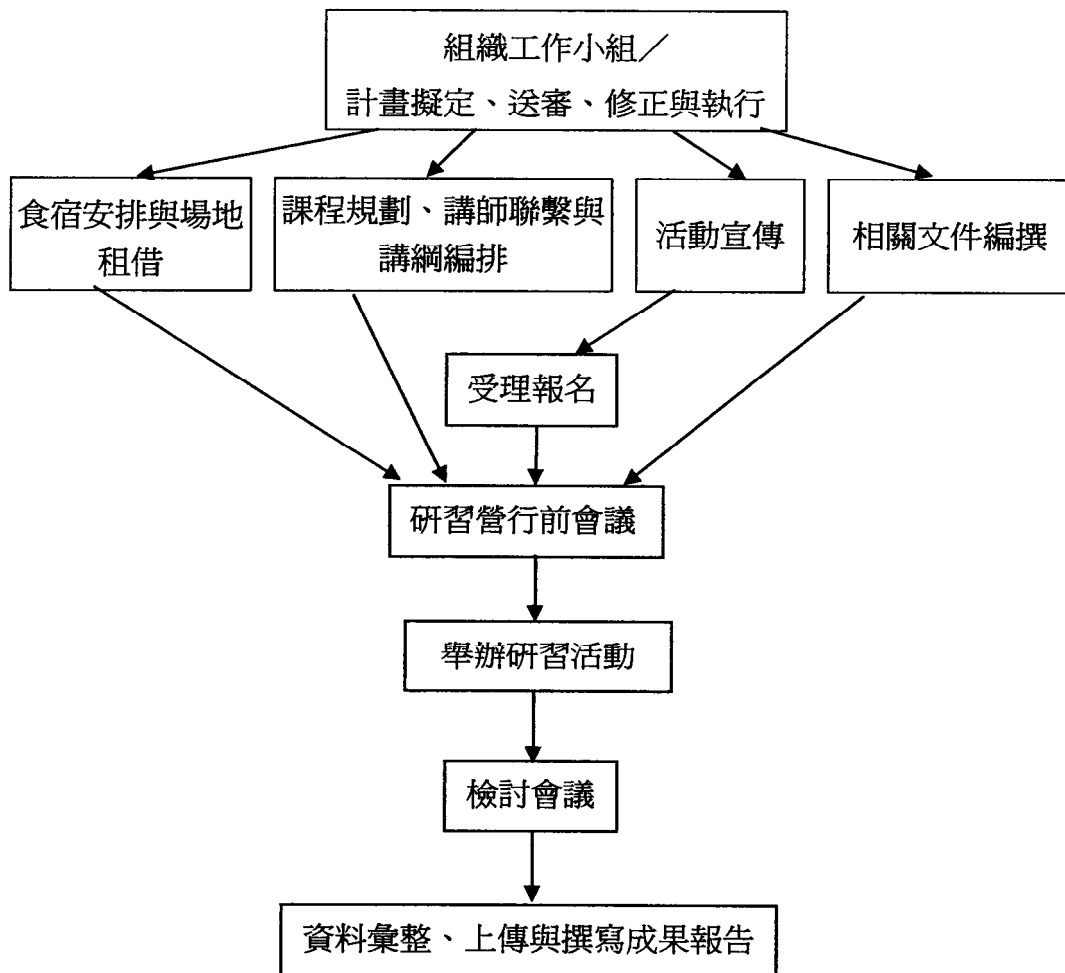 組織工作小組／
計畫擬定、送審、修正與執行
食宿安排與場地
租借
課程規劃、講師聯繫與
講綱編排
活動宣傳
相關文件編撰
受理報名
研習營行前會議
舉辦研習活動
檢討會議
資料彙整、上傳與撰寫成果報告